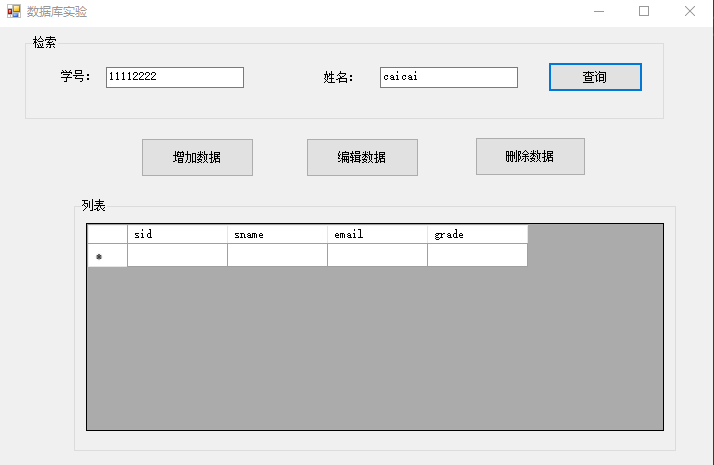 数据库实验
检索
学号： 11112222 姓名： caicai 查询
增加数据 编辑数据 删除数据
列表
sid sname email grade
*